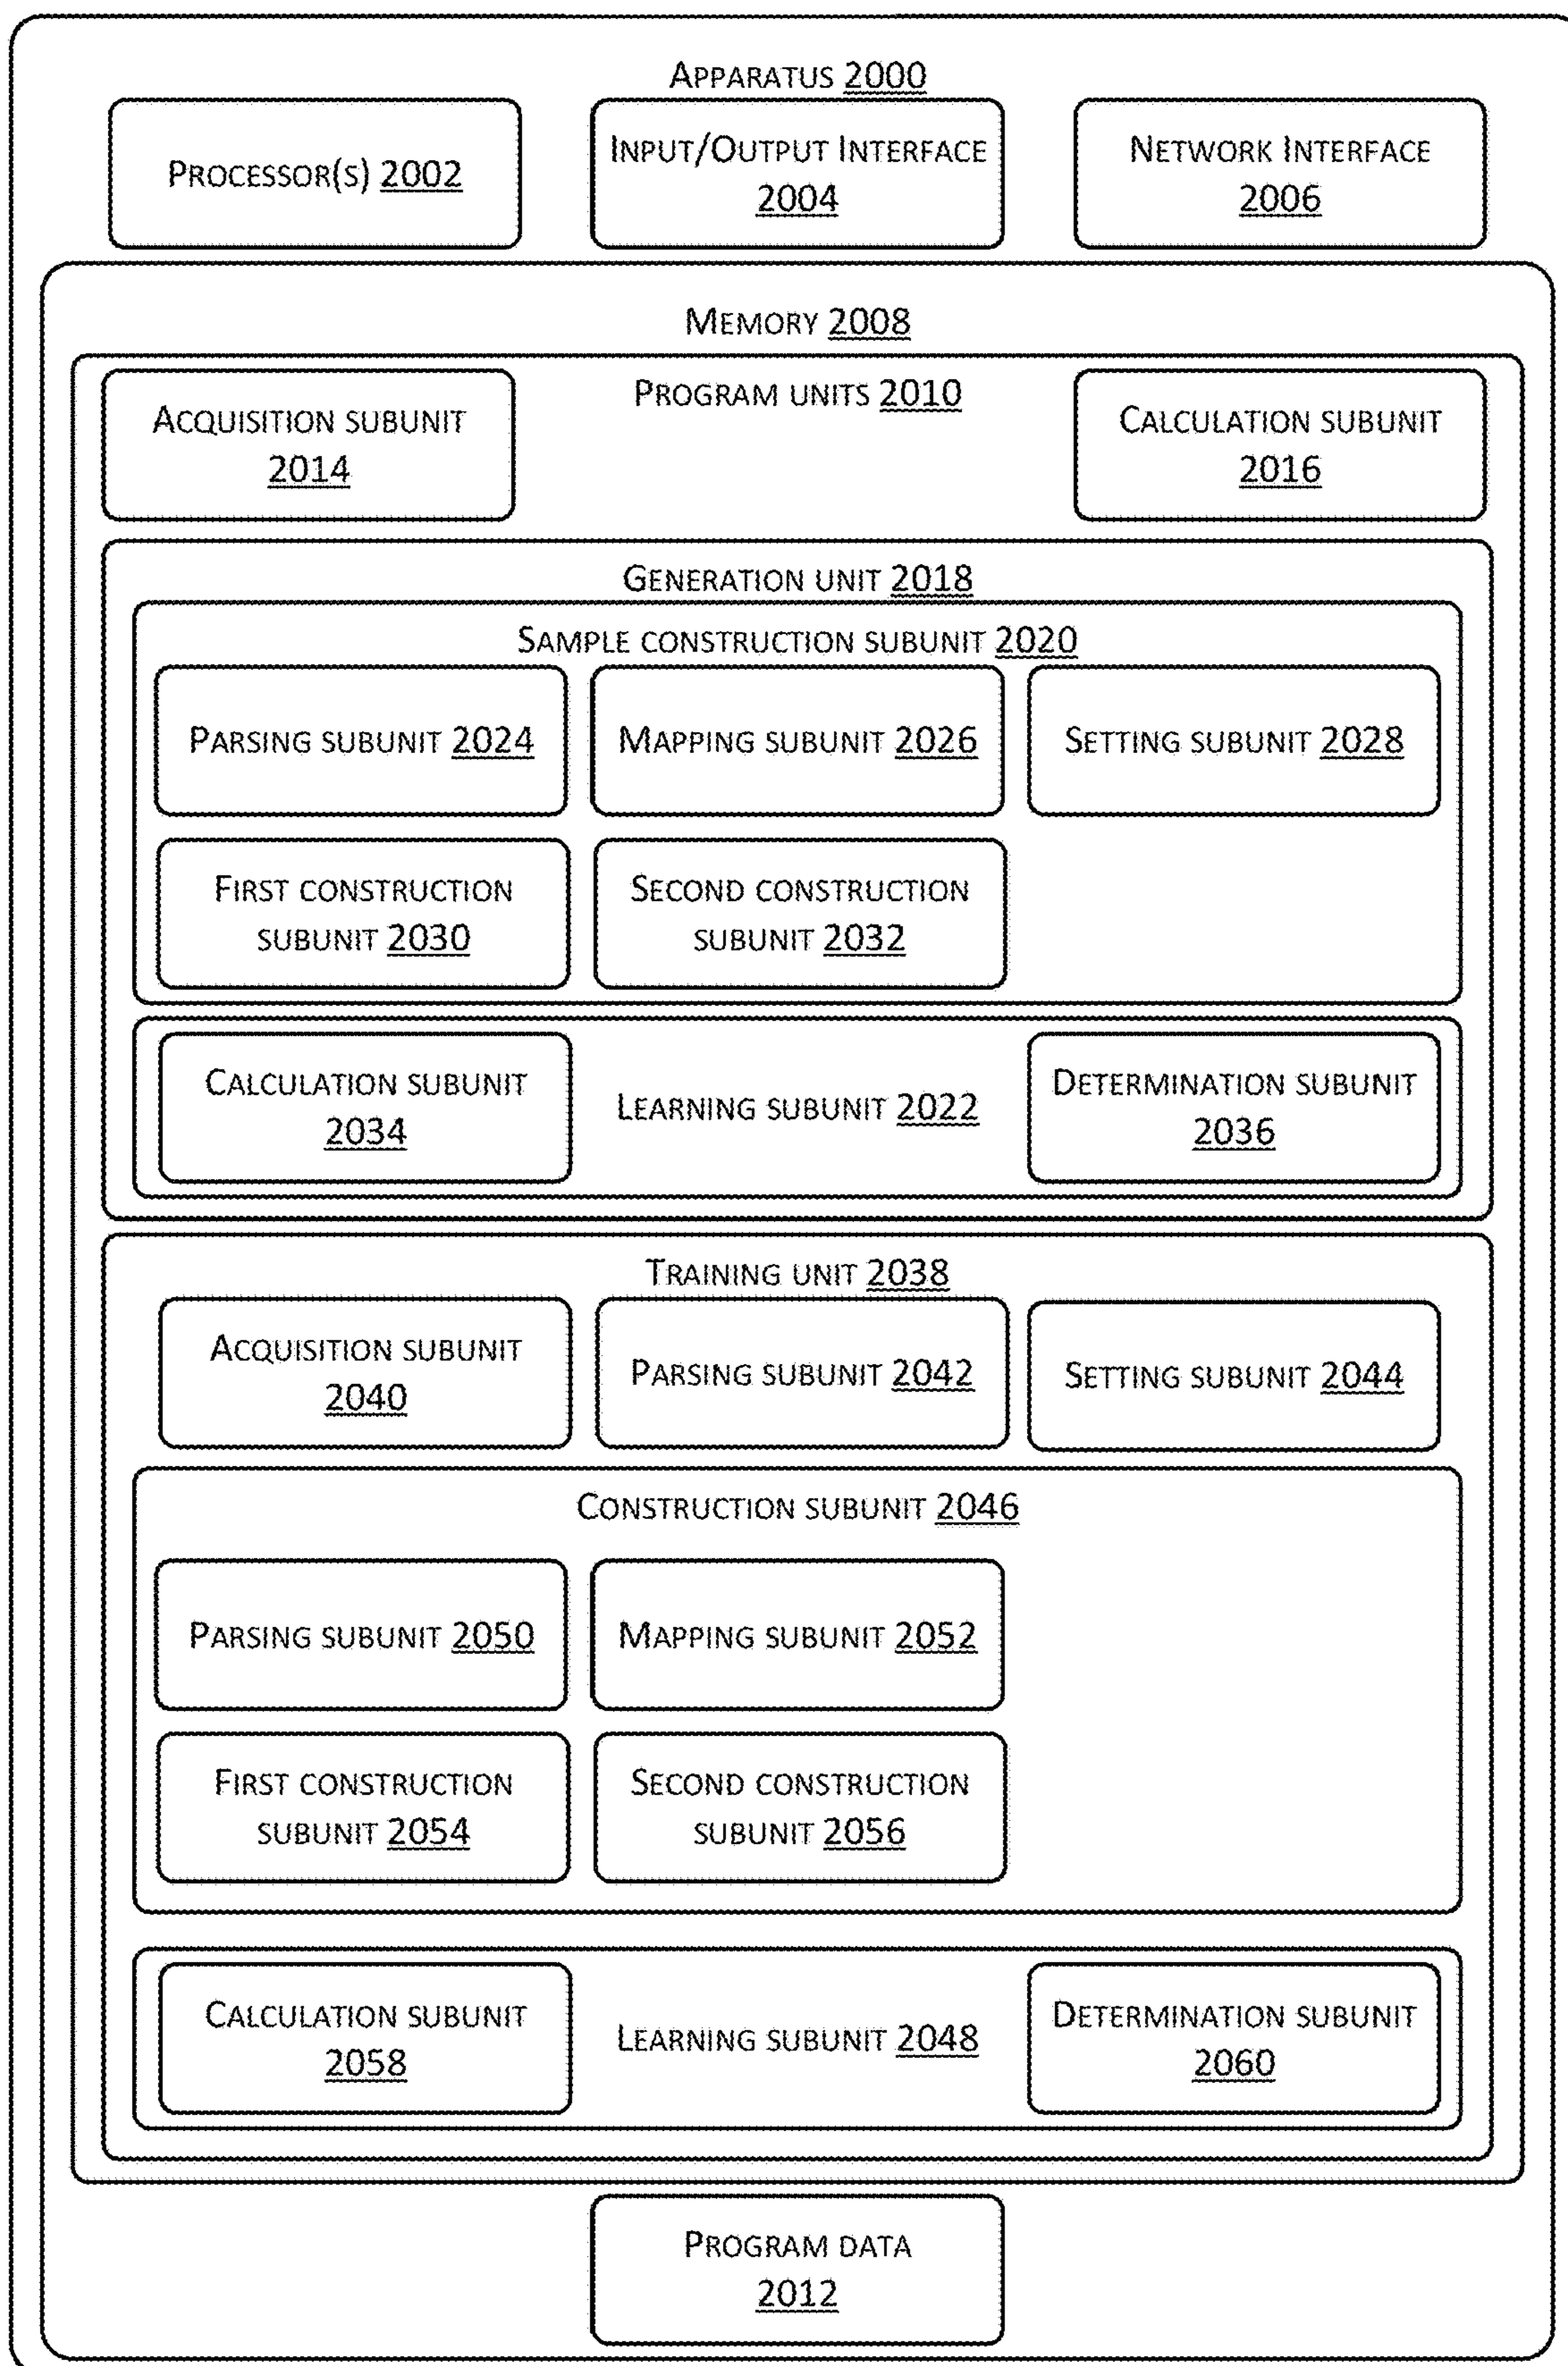 APPARATUS 2000
PROCESSOR(S) 2002
INPUT/OUTPUT INTERFACE
2004
NETWORK INTERFACE
2006
MEMORY 2008
PROGRAM UNITS 2010
ACQUISITION SUBUNIT
2014
CALCULATION SUBUNIT
2016
GENERATION UNIT 2018
SAMPLE CONSTRUCTION SUBUNIT 2020
PARSING SUBUNIT 2024
MAPPING SUBUNIT 2026
SETTING SUBUNIT 2028
FIRST CONSTRUCTION
SUBUNIT 2030
SECOND CONSTRUCTION
SUBUNIT 2032
CALCULATION SUBUNIT
2034
LEARNING SUBUNIT 2022
DETERMINATION SUBUNIT
2036
TRAINING UNIT 2038
ACQUISITION SUBUNIT
2040
PARSING SUBUNIT 2042
SETTING SUBUNIT 2044
CONSTRUCTION SUBUNIT 2046
PARSING SUBUNIT 2050
MAPPING SUBUNIT 2052
FIRST CONSTRUCTION
SUBUNIT 2054
SECOND CONSTRUCTION
SUBUNIT 2056
CALCULATION SUBUNIT
2058
LEARNING SUBUNIT 2048
DETERMINATION SUBUNIT
2060
PROGRAM DATA
2012